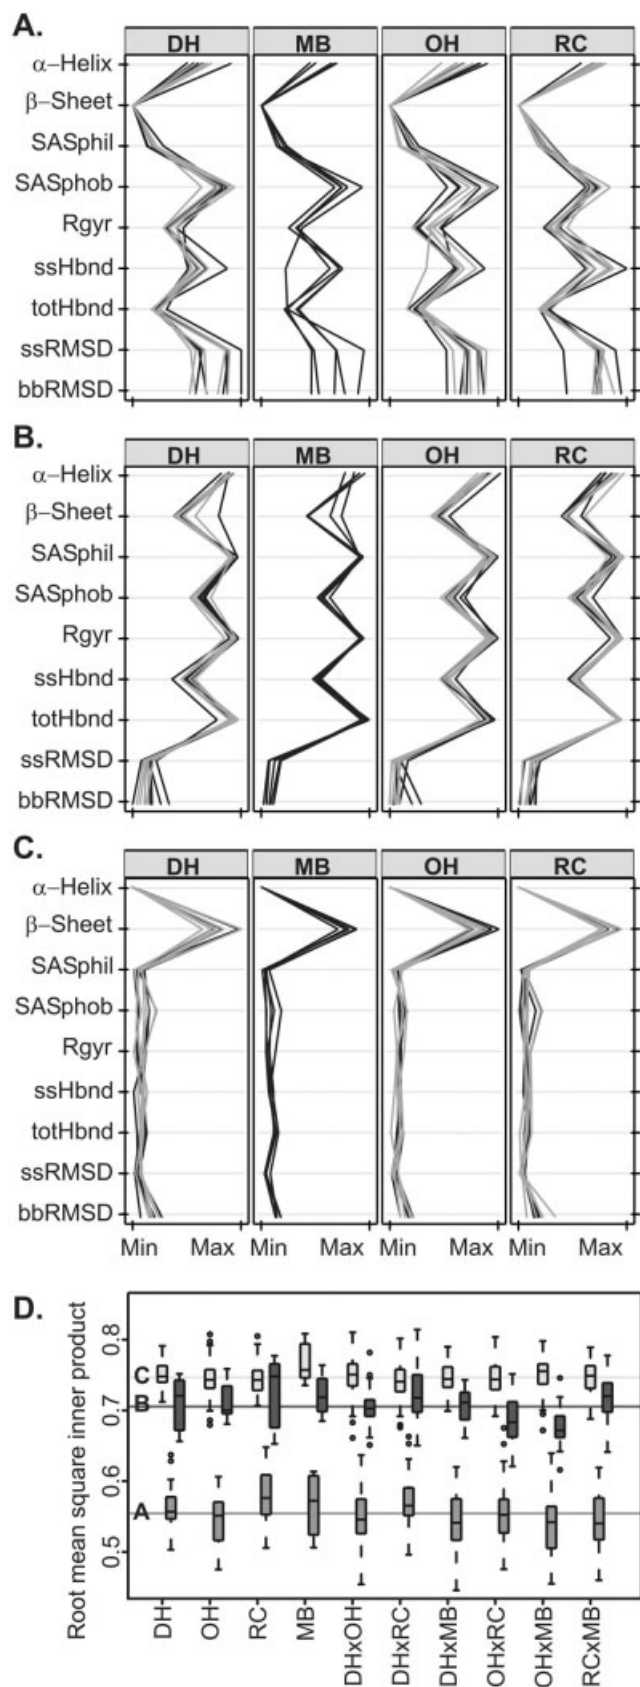 A.
DH MB OH RC
α−Helix
β−Sheet
SASphil
SASphob
Rgyr
ssHbnd
totHbnd
ssRMSD
bbRMSD
B.
DH MB OH RC
α−Helix
β−Sheet
SASphil
SASphob
Rgyr
ssHbnd
totHbnd
ssRMSD
bbRMSD
C.
DH MB OH RC
α−Helix
β−Sheet
SASphil
SASphob
Rgyr
ssHbnd
totHbnd
ssRMSD
bbRMSD
Min Max Min Max Min Max Min Max
D.
Root mean square inner product
0.8
0.7
0.6
0.5
C
B
A
DH
OH
RC
MB
DHxOH
DHxRC
DHxMB
OHxRC
OHxMB
RCxMB